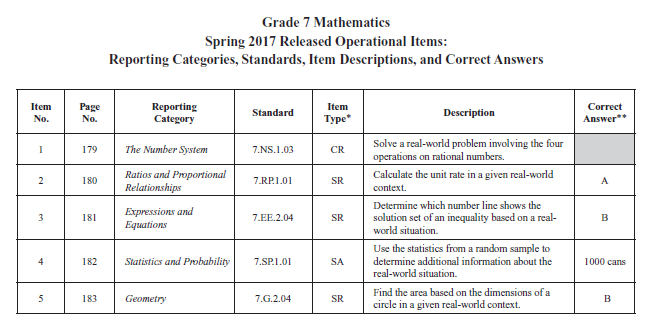 Grade 7 Mathematics
Spring 2017 Released Operational Items:
Reporting Categories, Standards, Item Descriptions, and Correct Answers
Item No. Page No. Reporting Category Standard Item Type* Description Correct Answer**
1 179 The Number System 7.NS.1.03 CR Solve a real-world problem involving the four
operations on rational numbers.
2 180 Ratios and Proportional Relationships 7.RP.1.01 SR Calculate the unit rate in a given real-world
context. A
3 181 Expressions and Equations 7.EE.2.04 SR Determine which number line shows the
solution set of an inequality based on a real-
world situation. B
4 182 Statistics and Probability 7.SP.1.01 SA Use the statistics from a random sample to
determine additional information about the
real-world situation. 1000 cans
5 183 Geometry 7.G.2.04 SR Find the area based on the dimensions of a
circle in a given real-world context. B